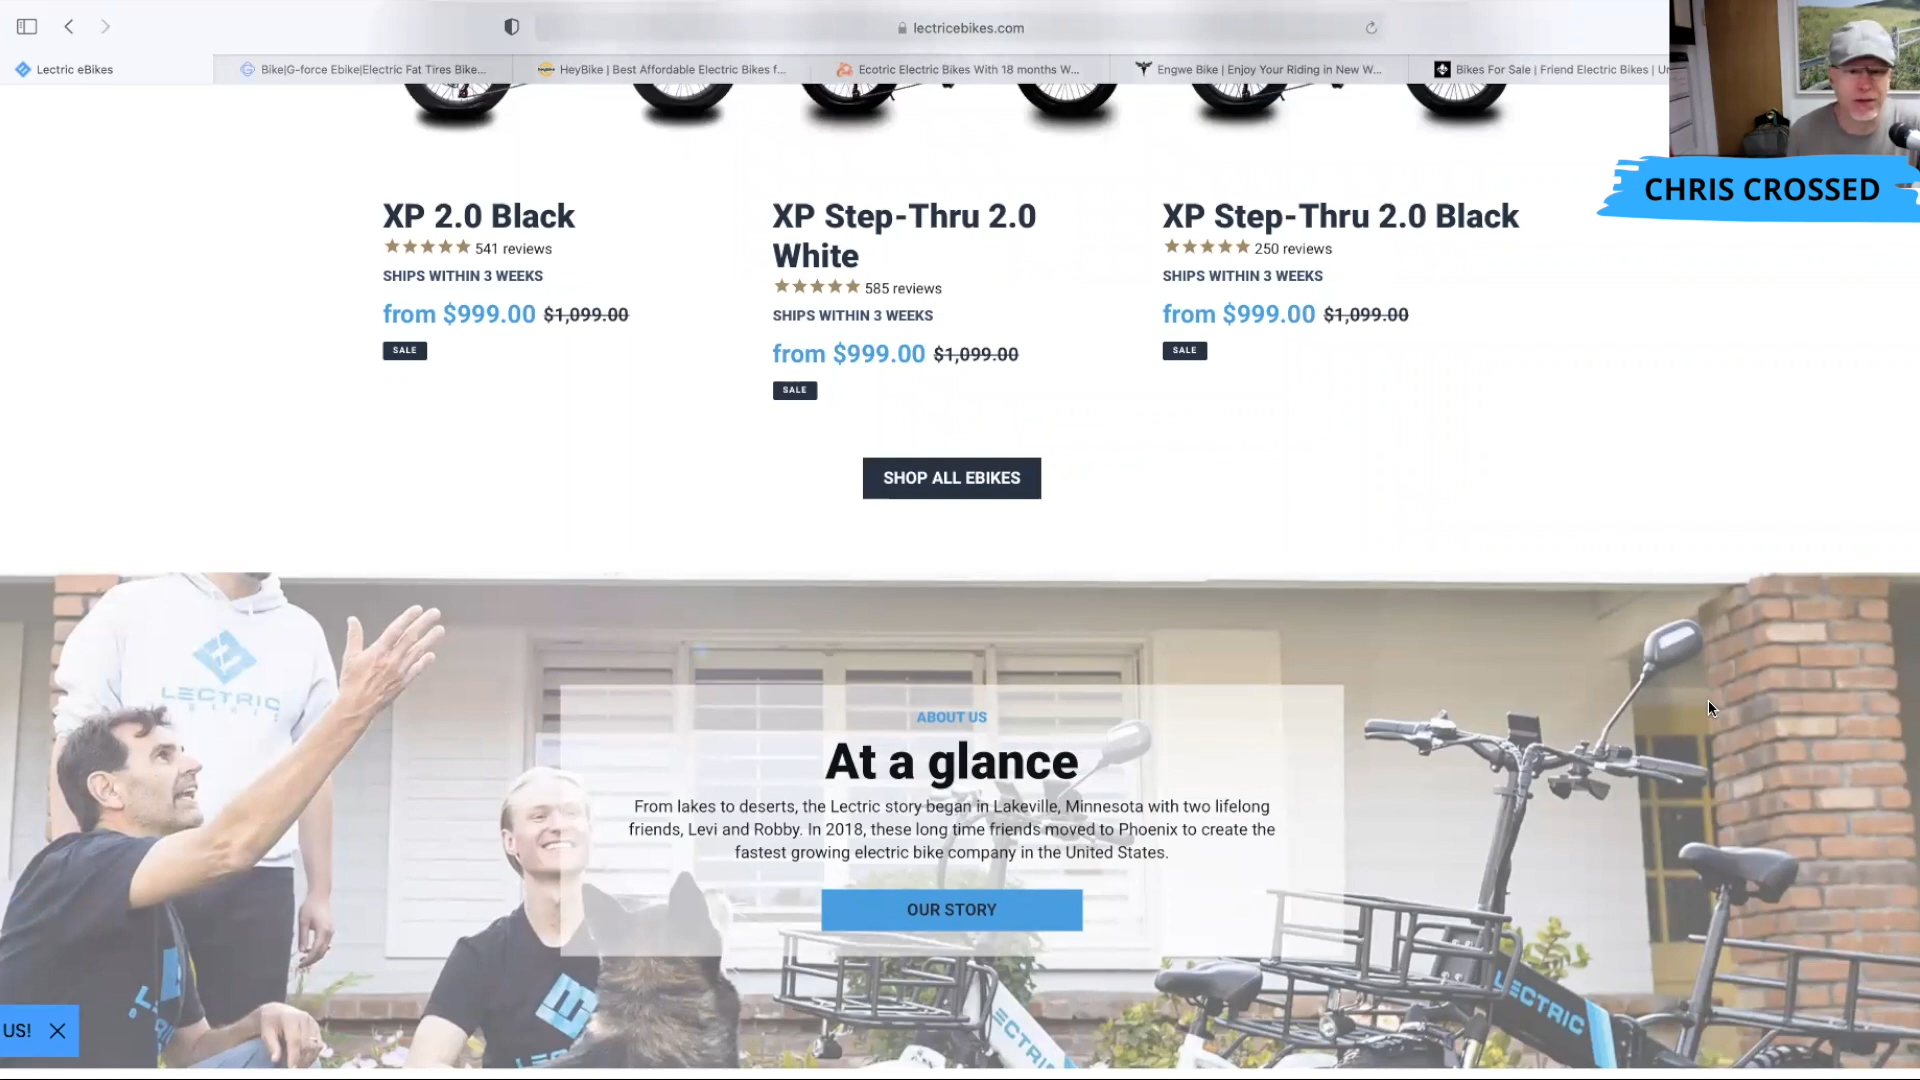 lectricebikes.com
Lectric eBikes
Bike|G-force Ebike|Electric Fat Tires Bike...
HeyBike | Best Affordable Electric Bikes f...
Ecotric Electric Bikes With 18 months W...
Engwe Bike | Enjoy Your Riding in New W...
Bikes For Sale | Friend Electric Bikes | Ur
CHRIS CROSSED
XP 2.0 Black
541 reviews
SHIPS WITHIN 3 WEEKS
from $999.00 $1,099.00
SALE
XP Step-Thru 2.0
White
585 reviews
SHIPS WITHIN 3 WEEKS
from $999.00 $1,099.00
SALE
XP Step-Thru 2.0 Black
250 reviews
SHIPS WITHIN 3 WEEKS
from $999.00 $1,099.00
SALE
SHOP ALL EBIKES
LECTRIC
ABOUT US
At a glance
From lakes to deserts, the Lectric story began in Lakeville, Minnesota with two lifelong
friends, Levi and Robby. In 2018, these long time friends moved to Phoenix to create the
fastest growing electric bike company in the United States.
OUR STORY
LECTRIC
US!